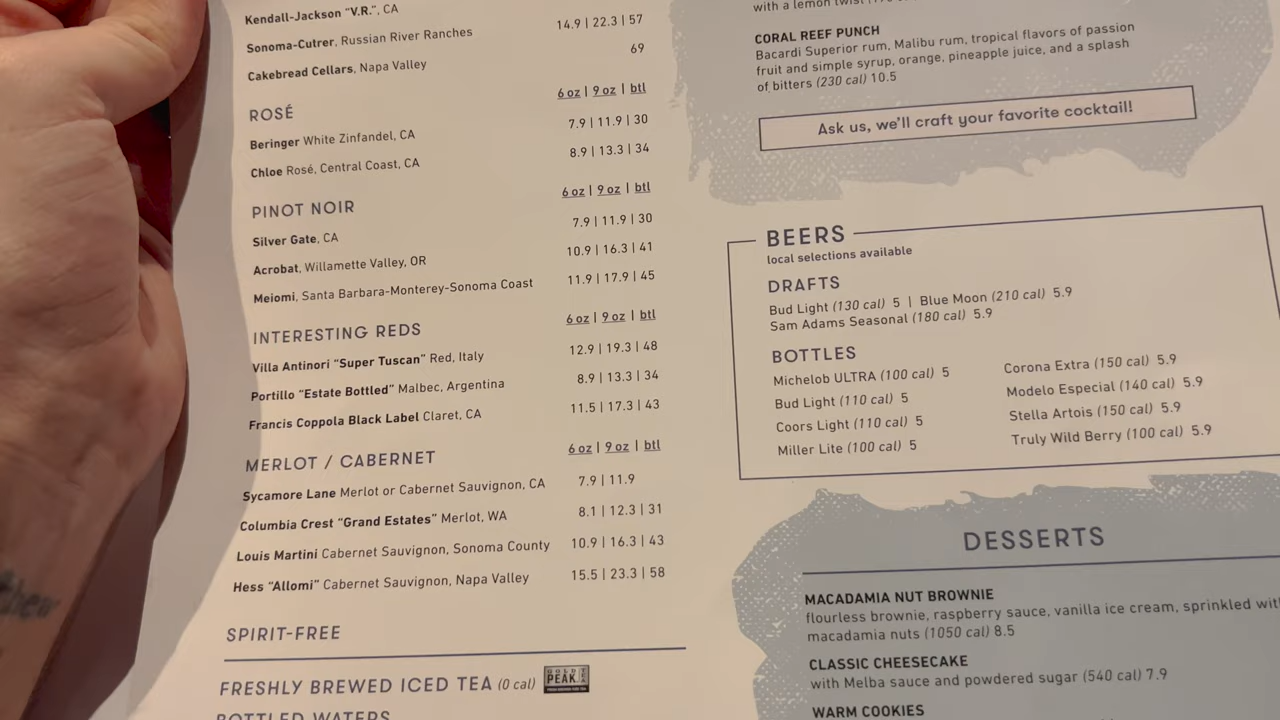 Kendall-Jackson "V.R.", CA
Sonoma-Cutrer, Russian River Ranches 14.9 | 22.3 | 57
Cakebread Cellars, Napa Valley 69
ROSÉ 6 oz | 9 oz | btl
Beringer White Zinfandel, CA 7.9 | 11.9 | 30
Chloe Rosé, Central Coast, CA 8.9 | 13.3 | 34
PINOT NOIR 6 oz | 9 oz | btl
Silver Gate, CA 7.9 | 11.9 | 30
Acrobat, Willamette Valley, OR 10.9 | 16.3 | 41
Meiomi, Santa Barbara-Monterey-Sonoma Coast 11.9 | 17.9 | 45
INTERESTING REDS 6 oz | 9 oz | btl
Villa Antinori "Super Tuscan" Red, Italy 12.9 | 19.3 | 48
Portillo "Estate Bottled" Malbec, Argentina 8.9 | 13.3 | 34
Francis Coppola Black Label Claret, CA 11.5 | 17.3 | 43
MERLOT / CABERNET 6 oz | 9 oz | btl
Sycamore Lane Merlot or Cabernet Sauvignon, CA 7.9 | 11.9
Columbia Crest "Grand Estates" Merlot, WA 8.1 | 12.3 | 31
Louis Martini Cabernet Sauvignon, Sonoma County 10.9 | 16.3 | 43
Hess "Allomi" Cabernet Sauvignon, Napa Valley 15.5 | 23.3 | 58
SPIRIT-FREE
FRESHLY BREWED ICED TEA (0 cal) GOLD PEAK TEA
BOTTLED WATERS
with a lemon twist
CORAL REEF PUNCH
Bacardi Superior rum, Malibu rum, tropical flavors of passion
fruit and simple syrup, orange, pineapple juice, and a splash
of bitters (230 cal) 10.5
Ask us, we'll craft your favorite cocktail!
BEERS
local selections available
DRAFTS
Bud Light (130 cal) 5 | Blue Moon (210 cal) 5.9
Sam Adams Seasonal (180 cal) 5.9
BOTTLES
Michelob ULTRA (100 cal) 5
Bud Light (110 cal) 5
Coors Light (110 cal) 5
Miller Lite (100 cal) 5
Corona Extra (150 cal) 5.9
Modelo Especial (140 cal) 5.9
Stella Artois (150 cal) 5.9
Truly Wild Berry (100 cal) 5.9
DESSERTS
MACADAMIA NUT BROWNIE
flourless brownie, raspberry sauce, vanilla ice cream, sprinkled with
macadamia nuts (1050 cal) 8.5
CLASSIC CHEESECAKE
with Melba sauce and powdered sugar (540 cal) 7.9
WARM COOKIES